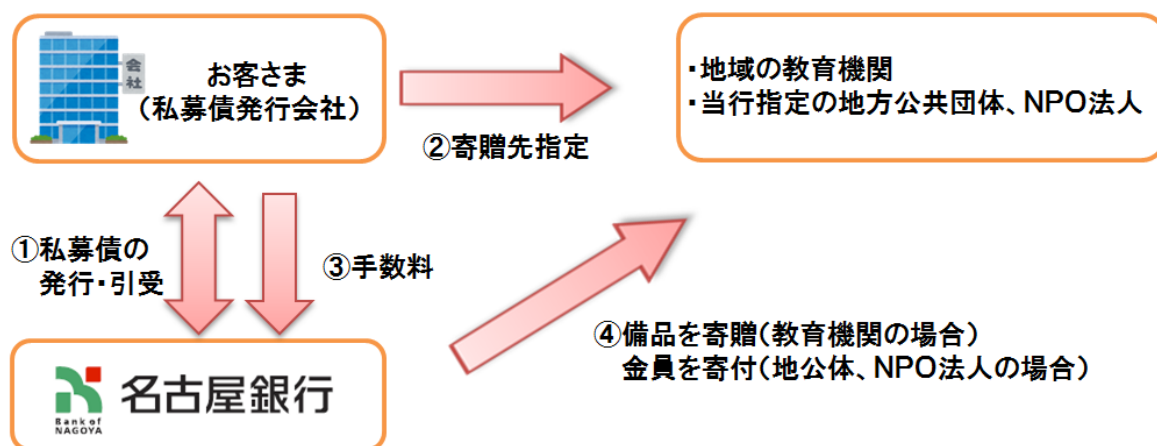 会社
お客さま
（私募債発行会社）
②寄贈先指定
・地域の教育機関
・当行指定の地方公共団体、NPO法人
①私募債の
発行・引受
③手数料
④備品を寄贈（教育機関の場合）
金員を寄付（地公体、NPO法人の場合）
Bank of
NAGOYA
名古屋銀行